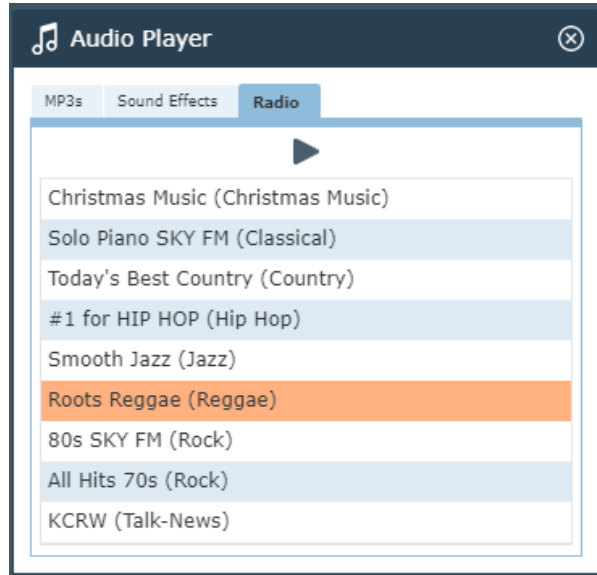 Audio Player
MP3s Sound Effects Radio
Christmas Music (Christmas Music)
Solo Piano SKY FM (Classical)
Today's Best Country (Country)
#1 for HIP HOP (Hip Hop)
Smooth Jazz (Jazz)
Roots Reggae (Reggae)
80s SKY FM (Rock)
All Hits 70s (Rock)
KCRW (Talk-News)